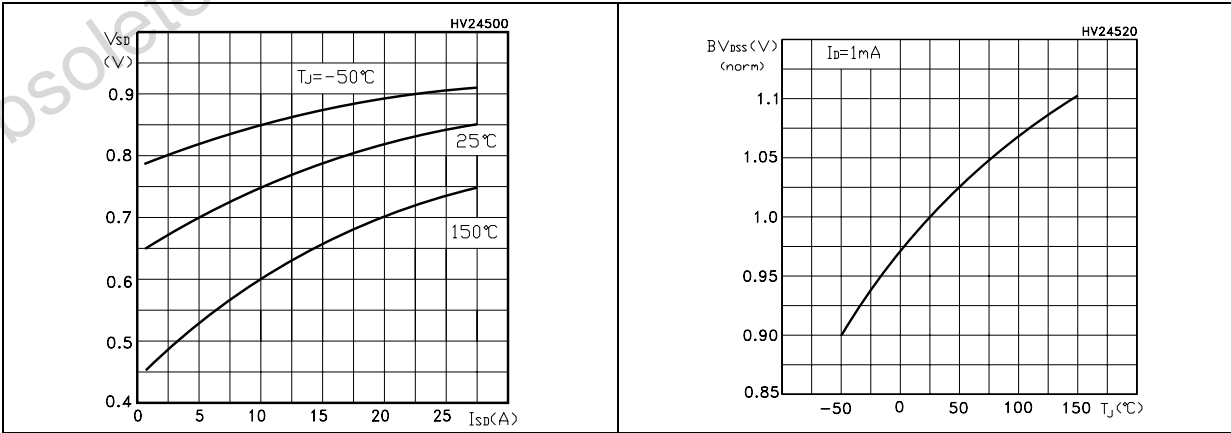 bsolete
HV24500
VSD
(V)
TJ=-50°C
0.9
25°C
0.8
0.7
150°C
0.6
0.5
0.4
0 5 10 15 20 25 ISD(A)
HV24520
BVDSS(V)
(norm)
ID=1mA
1.1
1.05
1.0
0.95
0.90
0.85
-50 0 50 100 150 TJ(°C)